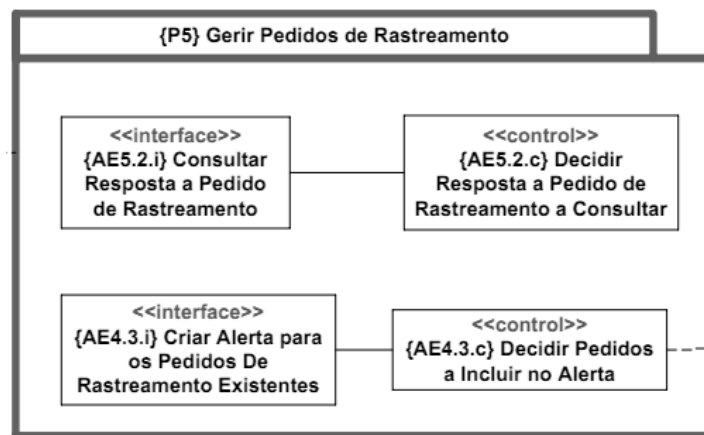 {P5} Gerir Pedidos de Rastreamento
<<interface>>
{AE5.2.i} Consultar
Resposta a Pedido
de Rastreamento
<<control>>
{AE5.2.c} Decidir
Resposta a Pedido de
Rastreamento a Consultar
<<interface>>
{AE4.3.i} Criar Alerta para
os Pedidos De
Rastreamento Existentes
<<control>>
{AE4.3.c} Decidir Pedidos
a Incluir no Alerta